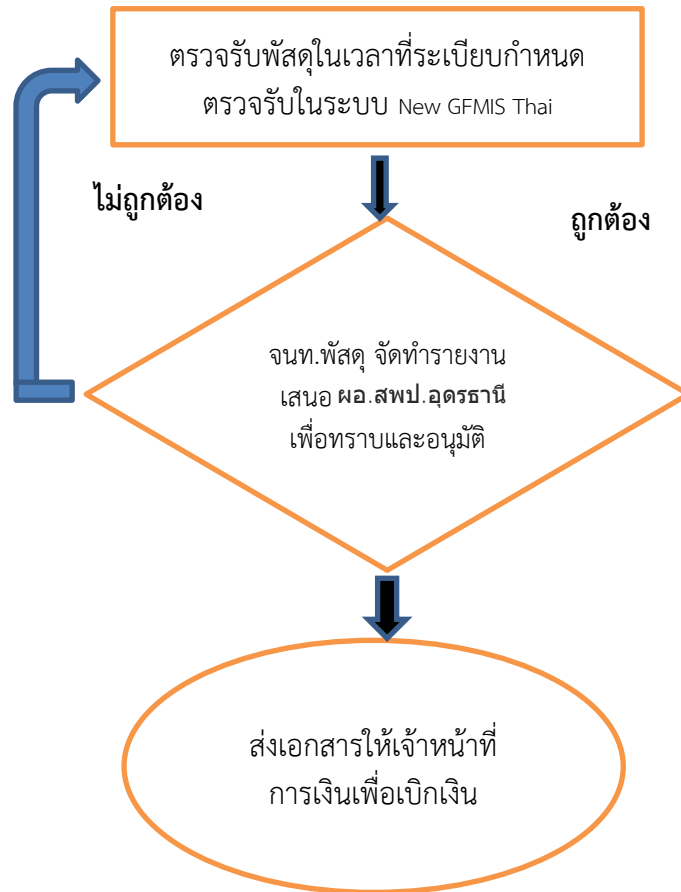 ตรวจรับพัสดุในเวลาที่ระเบียบกำหนด
ตรวจรับในระบบ New GFMIS Thai
ไม่ถูกต้อง
ถูกต้อง
จนท.พัสดุ จัดทำรายงาน
เสนอ ผอ.สพป.อุดรธานี
เพื่อทราบและอนุมัติ
ส่งเอกสารให้เจ้าหน้าที่
การเงินเพื่อเบิกเงิน